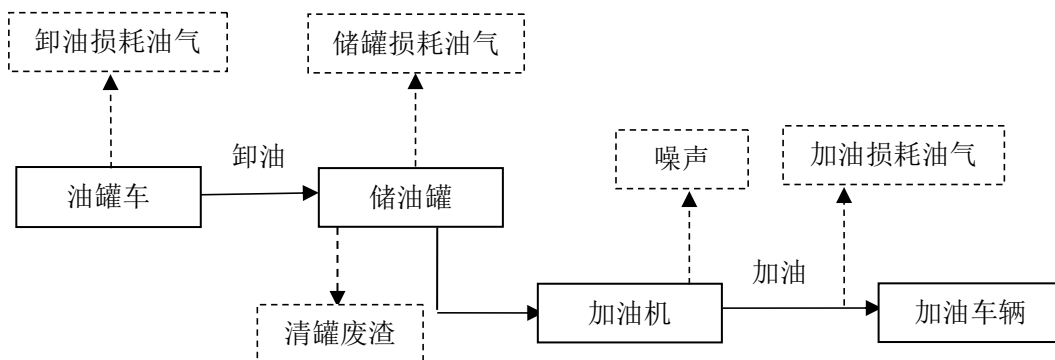 卸油损耗油气
储罐损耗油气
卸油
噪声
加油损耗油气
油罐车
储油罐
加油
清罐废渣
加油机
加油车辆